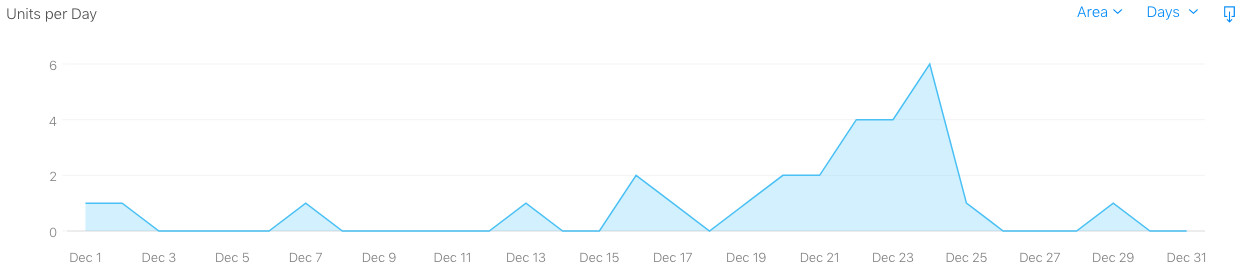 Units per Day
Area Days
6
4
2
0
Dec 1 Dec 3 Dec 5 Dec 7 Dec 9 Dec 11 Dec 13 Dec 15 Dec 17 Dec 19 Dec 21 Dec 23 Dec 25 Dec 27 Dec 29 Dec 31